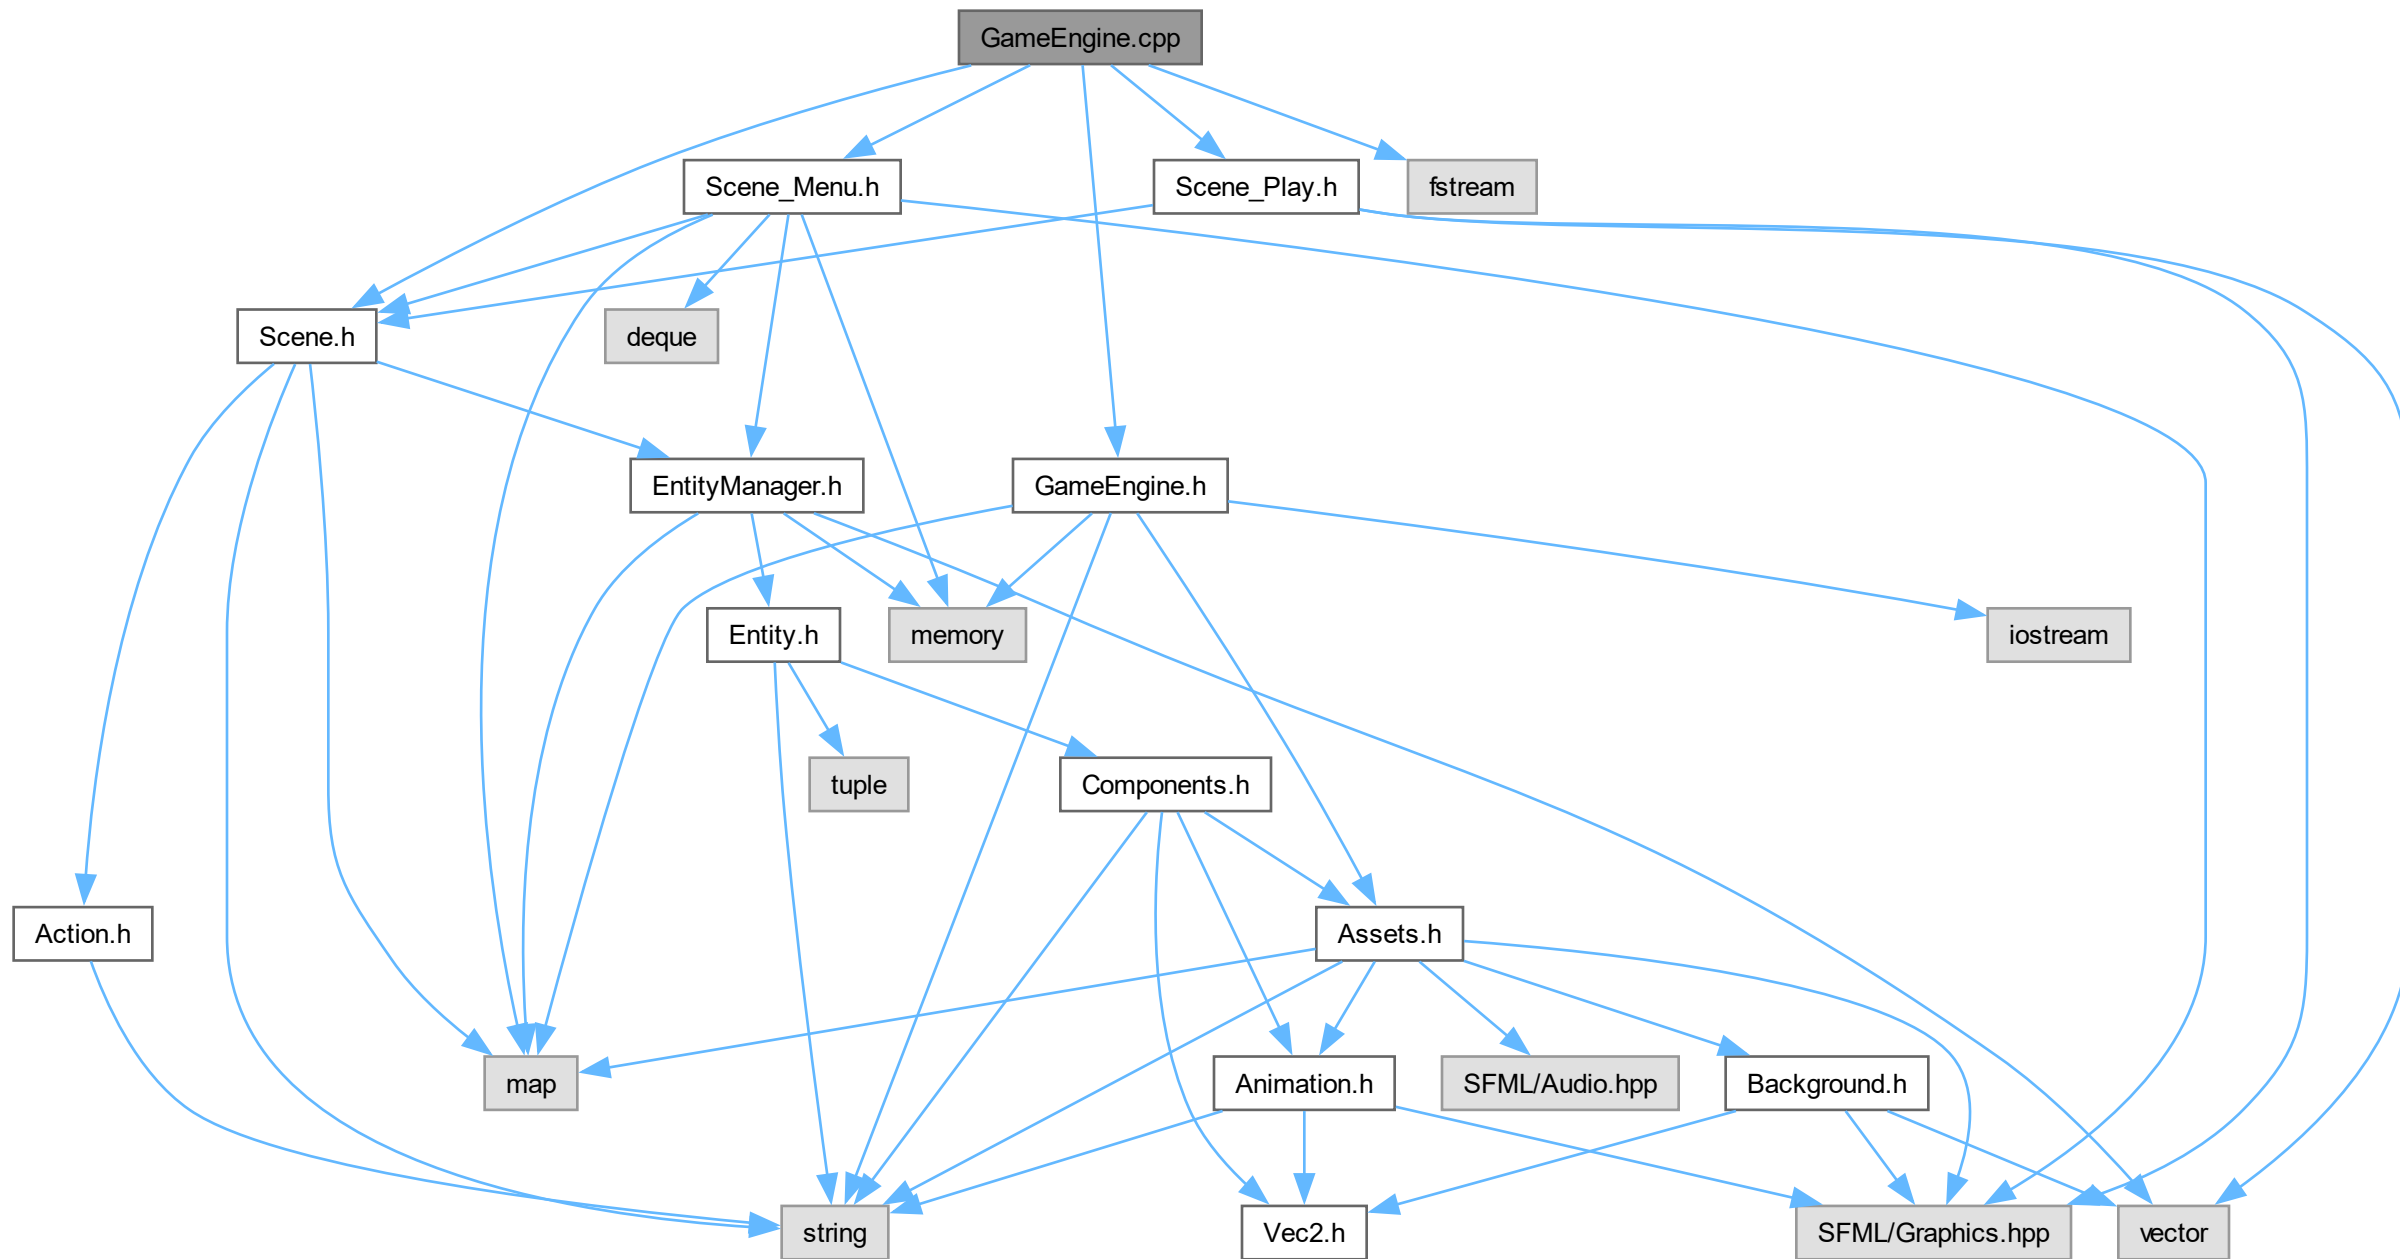 GameEngine.cpp
Scene_Menu.h
Scene_Play.h
fstream
Scene.h
deque
EntityManager.h
GameEngine.h
Entity.h
memory
iostream
tuple
Components.h
Action.h
Assets.h
map
Animation.h
SFML/Audio.hpp
Background.h
string
Vec2.h
SFML/Graphics.hpp
vector